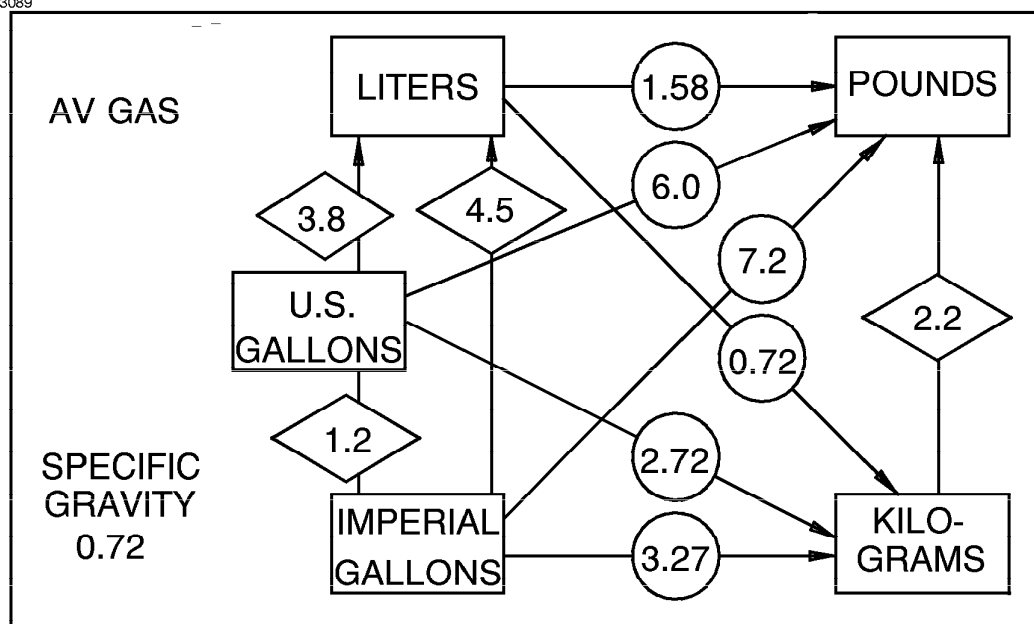 3089
AV GAS
LITERS
1.58
POUNDS
3.8
4.5
6.0
7.2
U.S.
GALLONS
2.2
0.72
1.2
2.72
SPECIFIC
GRAVITY
0.72
IMPERIAL
GALLONS
3.27
KILO-
GRAMS